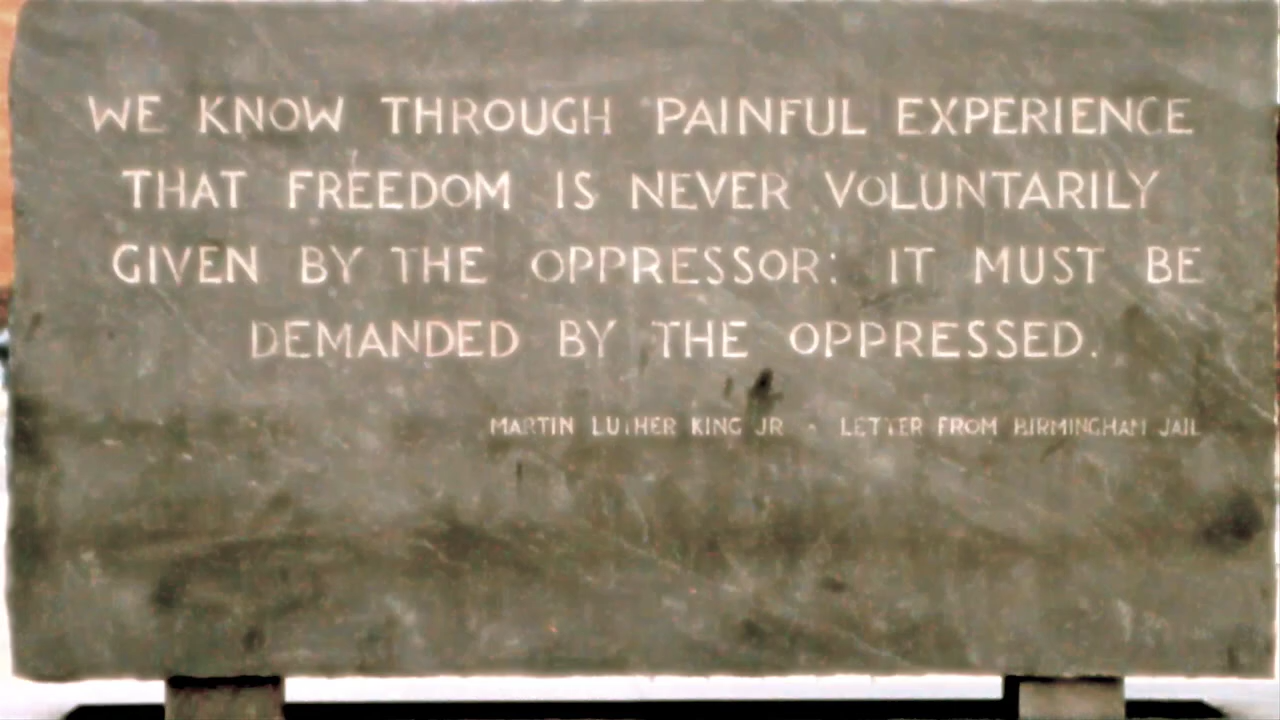 WE KNOW THROUGH PAINFUL EXPERIENCE
THAT FREEDOM IS NEVER VOLUNTARILY
GIVEN BY THE OPPRESSOR: IT MUST BE
DEMANDED BY THE OPPRESSED.
MARTIN LUTHER KING JR - LETTER FROM BIRMINGHAM JAIL